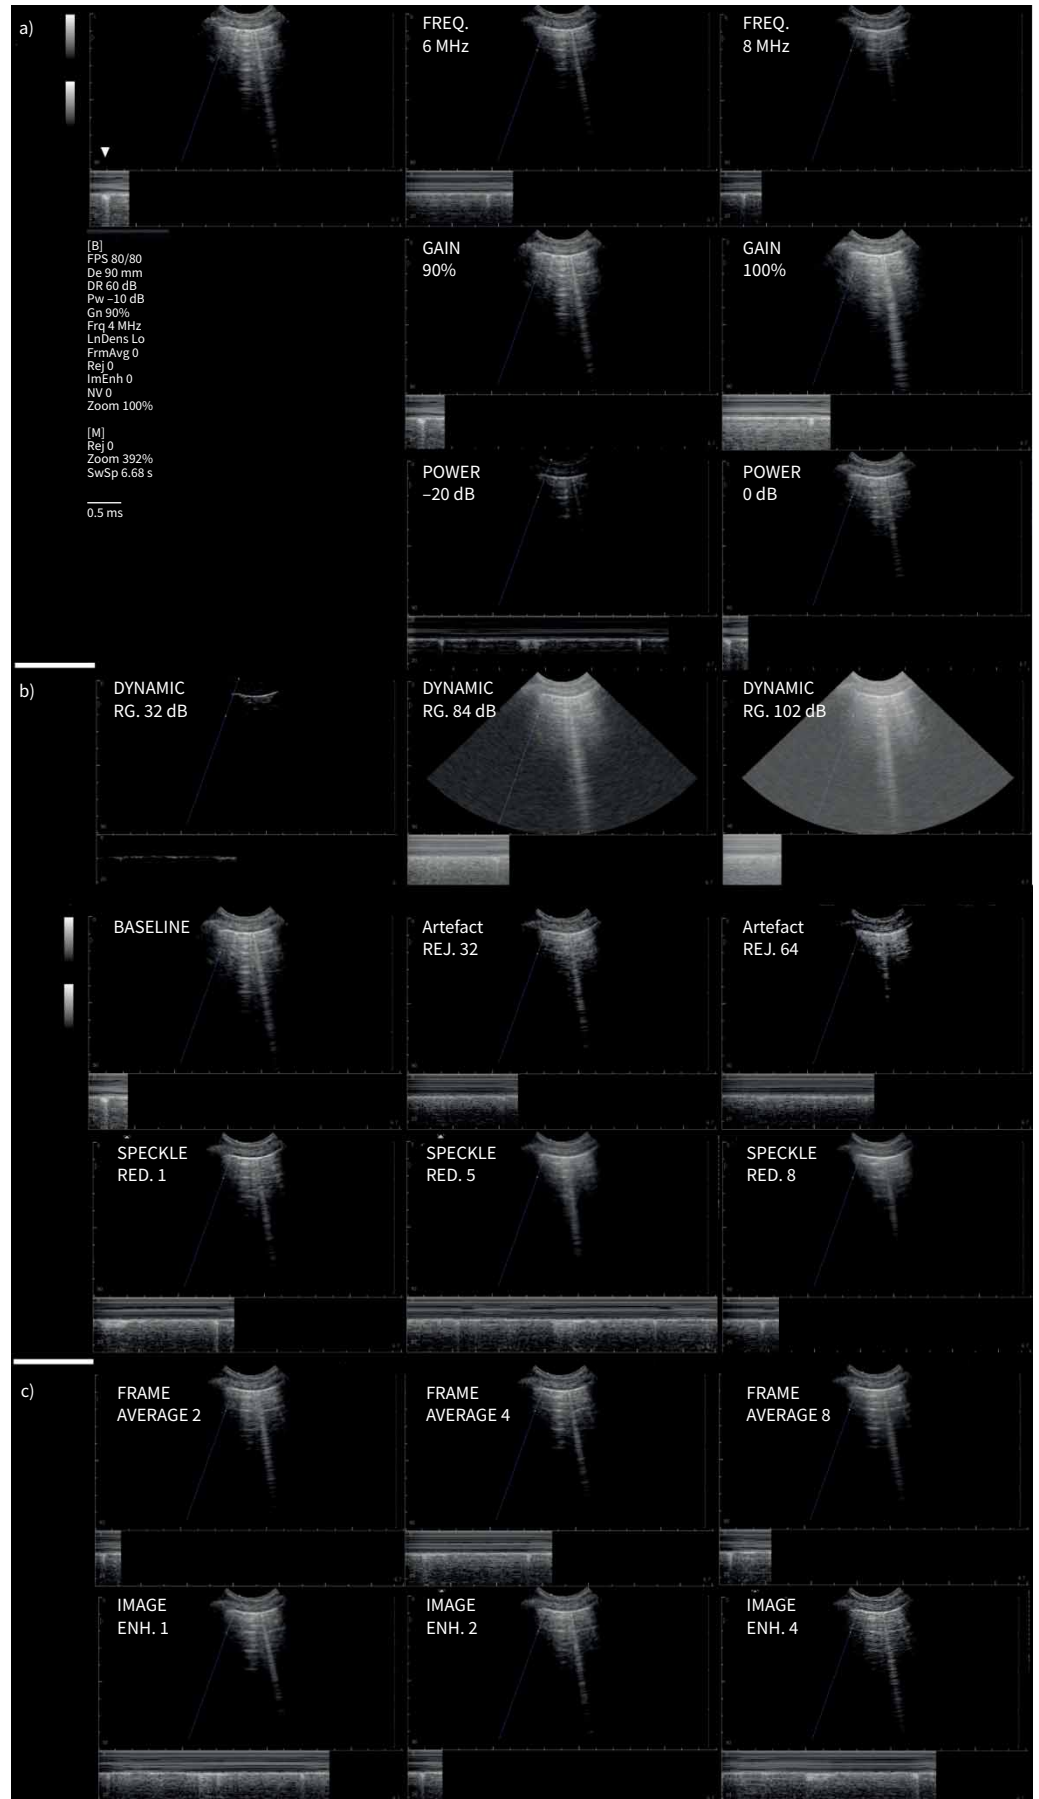 a)
FREQ.
6 MHz
FREQ.
8 MHz
[B]
FPS 80/80
De 90 mm
DR 60 dB
Pw –10 dB
Gn 90%
Frq 4 MHz
LnDens Lo
FrmAvg 0
Rej 0
ImEnh 0
NV 0
Zoom 100%
[M]
Rej 0
Zoom 392%
SwSp 6.68 s
0.5 ms
GAIN
90%
GAIN
100%
POWER
–20 dB
POWER
0 dB
b)
DYNAMIC
RG. 32 dB
DYNAMIC
RG. 84 dB
DYNAMIC
RG. 102 dB
BASELINE
Artefact
REJ. 32
Artefact
REJ. 64
SPECKLE
RED. 1
SPECKLE
RED. 5
SPECKLE
RED. 8
c)
FRAME
AVERAGE 2
FRAME
AVERAGE 4
FRAME
AVERAGE 8
IMAGE
ENH. 1
IMAGE
ENH. 2
IMAGE
ENH. 4